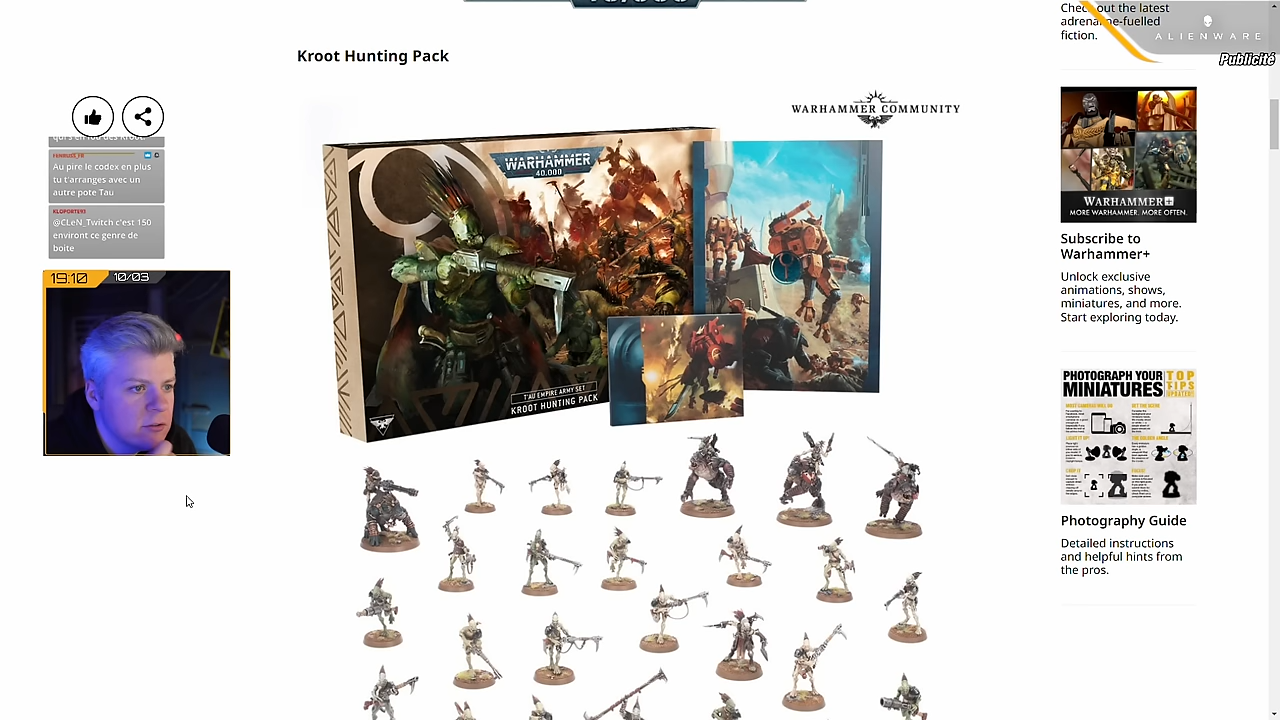 Kroot Hunting Pack
WARHAMMER COMMUNITY
WARHAMMER
40,000
T'AU EMPIRE ARMY SET
KROOT HUNTING PACK
Au pire le codex en plus
tu t'arranges avec un
autre pote Tau
KLOPORTE93
@CLeN_Twitch c'est 150
environt ce genre de
boite
19:10
10/03
Check out the latest
adrenaline-fuelled
fiction.
ALIENWARE
Publicité
WARHAMMER+
MORE WARHAMMER. MORE OFTEN.
Subscribe to
Warhammer+
Unlock exclusive
animations, shows,
miniatures, and more.
Start exploring today.
PHOTOGRAPH YOUR
MINIATURES
TOP
TIPS
Photography Guide
Detailed instructions
and helpful hints from
the pros.